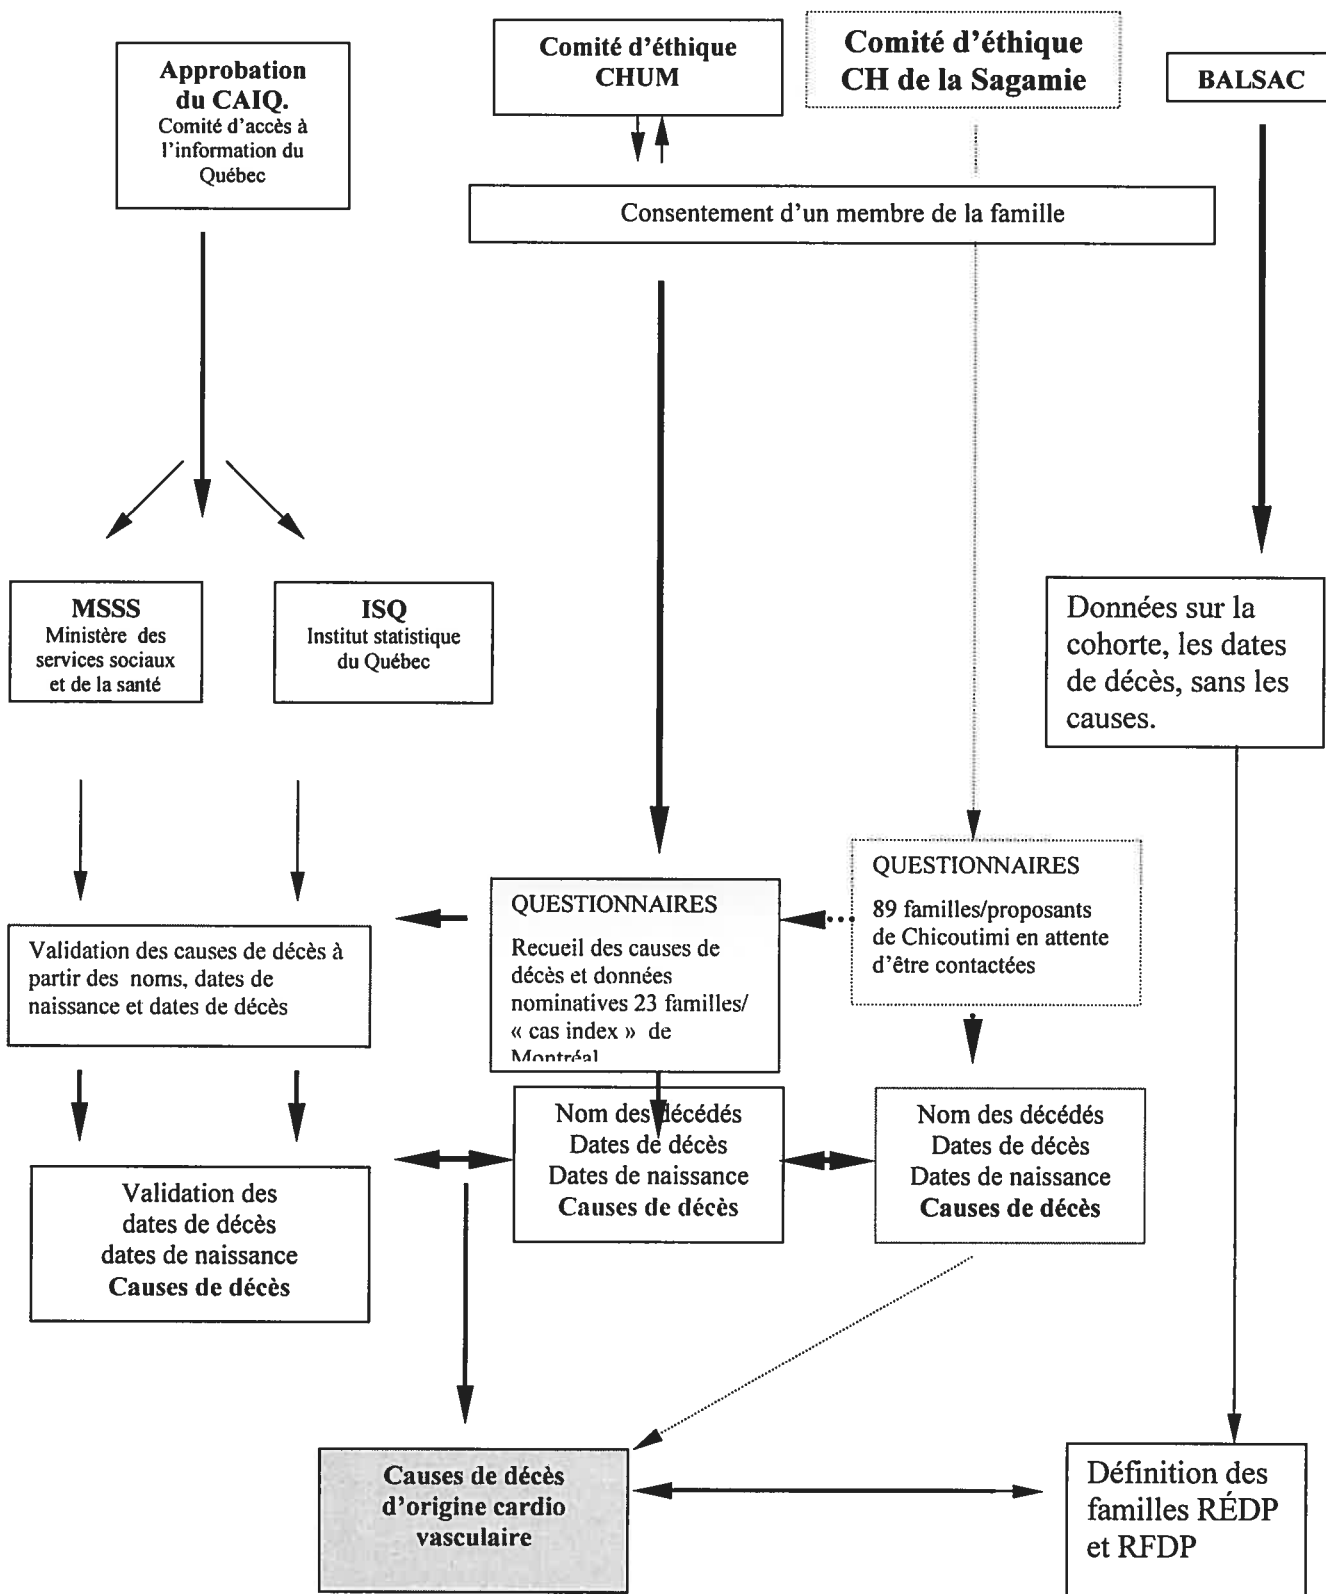 Approbation
du CAIQ.
Comité d'accès à
l'information du
Québec
Comité d'éthique
CHUM
Comité d'éthique
CH de la Sagamie
BALSAC
Consentement d'un membre de la famille
MSSS
Ministère des
services sociaux
et de la santé
ISQ
Institut statistique
du Québec
Données sur la
cohorte, les dates
de décès, sans les
causes.
QUESTIONNAIRES
89 familles/proposants
de Chicoutimi en attente
d'être contactées
QUESTIONNAIRES
Recueil des causes de
décès et données
nominatives 23 familles/
« cas index » de
Montréal
Validation des causes de décès à
partir des noms, dates de
naissance et dates de décès
Nom des décédés
Dates de décès
Dates de naissance
Causes de décès
Nom des décédés
Dates de décès
Dates de naissance
Causes de décès
Validation des
dates de décès
dates de naissance
Causes de décès
Causes de décès
d'origine cardio
vasculaire
Définition des
familles RÉDP
et RFDP